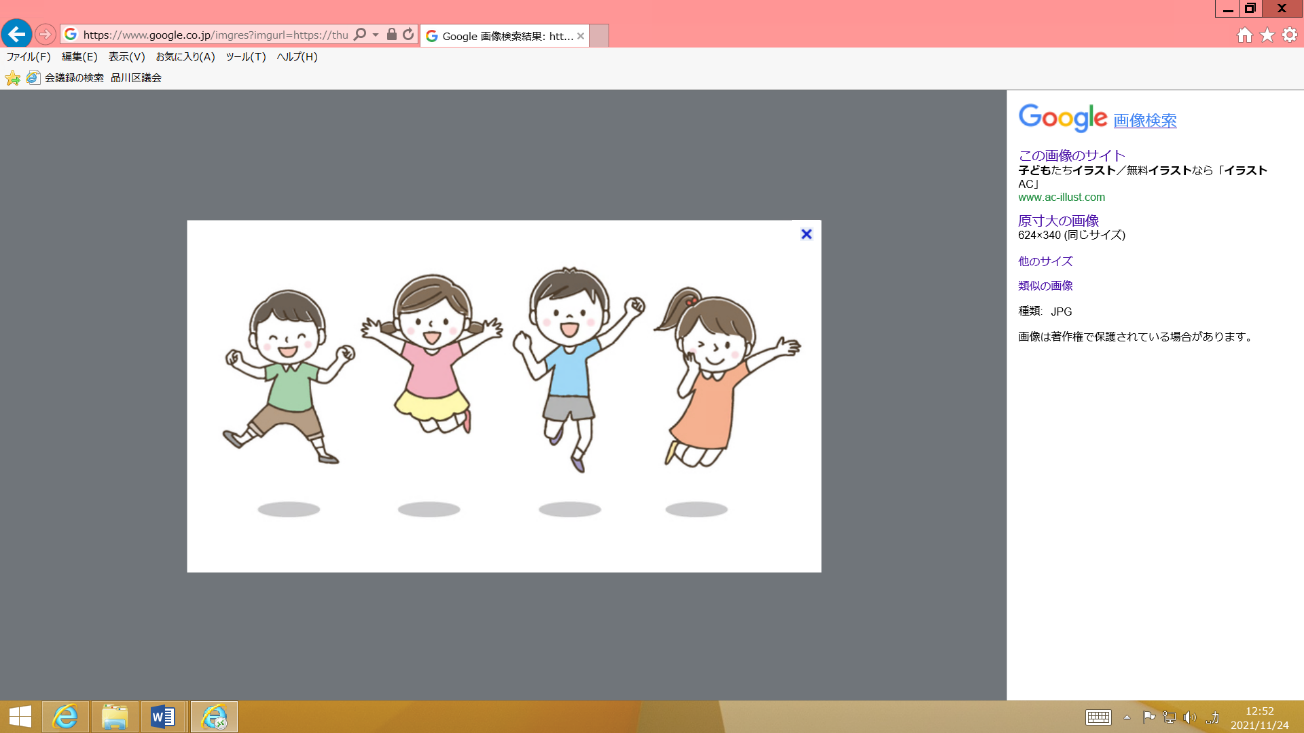 https://www.google.co.jp/imgres?imgurl=https://thu
Google 画像検索結果: htt...
ファイル(F) 編集(E) 表示(V) お気に入り(A) ツール(T) ヘルプ(H)
会議録の検索 品川区議会
Google 画像検索
この画像のサイト
子どもたちイラスト／無料イラストなら「イラスト
AC」
www.ac-illust.com
原寸大の画像
624×340 (同じサイズ)
他のサイズ
類似の画像
種類: JPG
画像は著作権で保護されている場合があります。
12:52
2021/11/24